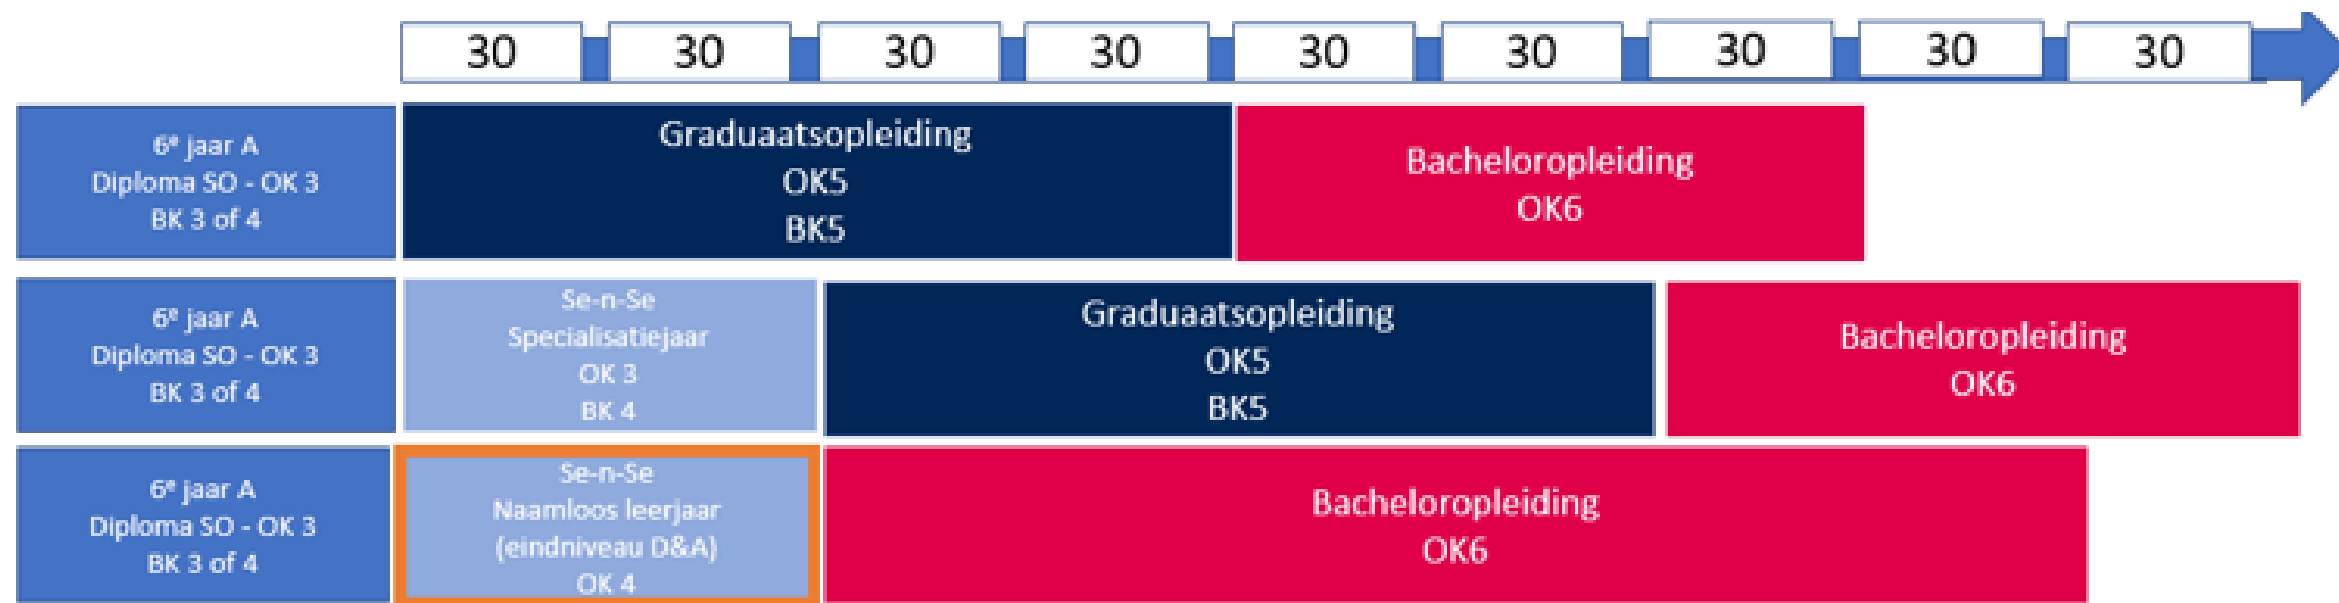 30 30 30 30 30 30 30 30 30
6e jaar A
Diploma SO - OK 3
BK 3 of 4
Graduaatsopleiding
OK5
BK5
Bacheloropleiding
OK6
6e jaar A
Diploma SO - OK 3
BK 3 of 4
Se-n-Se
Specialisatiejaar
OK 3
BK 4
Graduaatsopleiding
OK5
BK5
Bacheloropleiding
OK6
6e jaar A
Diploma SO - OK 3
BK 3 of 4
Se-n-Se
Naamloos leerjaar
(eindniveau D&A)
OK 4
Bacheloropleiding
OK6